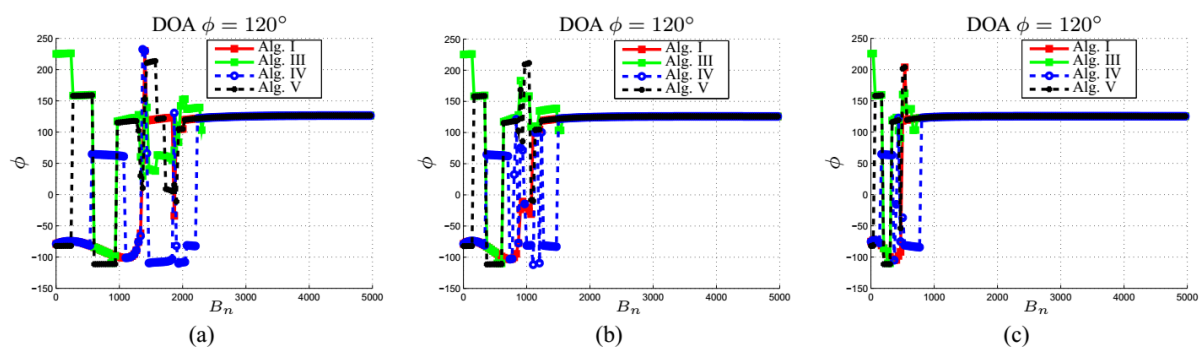 DOA ϕ = 120°
250
200
150
100
50
0
−50
−100
−150
ϕ
Alg. I
Alg. III
Alg. IV
Alg. V
0 1000 2000 3000 4000 5000
B_n
(a)
DOA ϕ = 120°
250
200
150
100
50
0
−50
−100
−150
ϕ
Alg. I
Alg. III
Alg. IV
Alg. V
0 1000 2000 3000 4000 5000
B_n
(b)
DOA ϕ = 120°
250
200
150
100
50
0
−50
−100
−150
ϕ
Alg. I
Alg. III
Alg. IV
Alg. V
0 1000 2000 3000 4000 5000
B_n
(c)